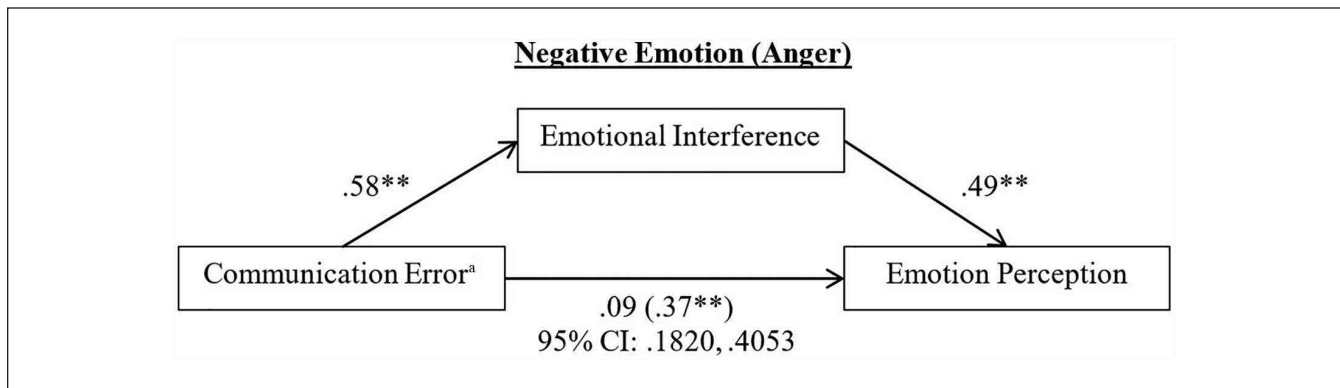 Negative Emotion (Anger)
Emotional Interference
.58**
.49**
Communication Errorᵃ
Emotion Perception
.09 (.37**)
95% CI: .1820, .4053